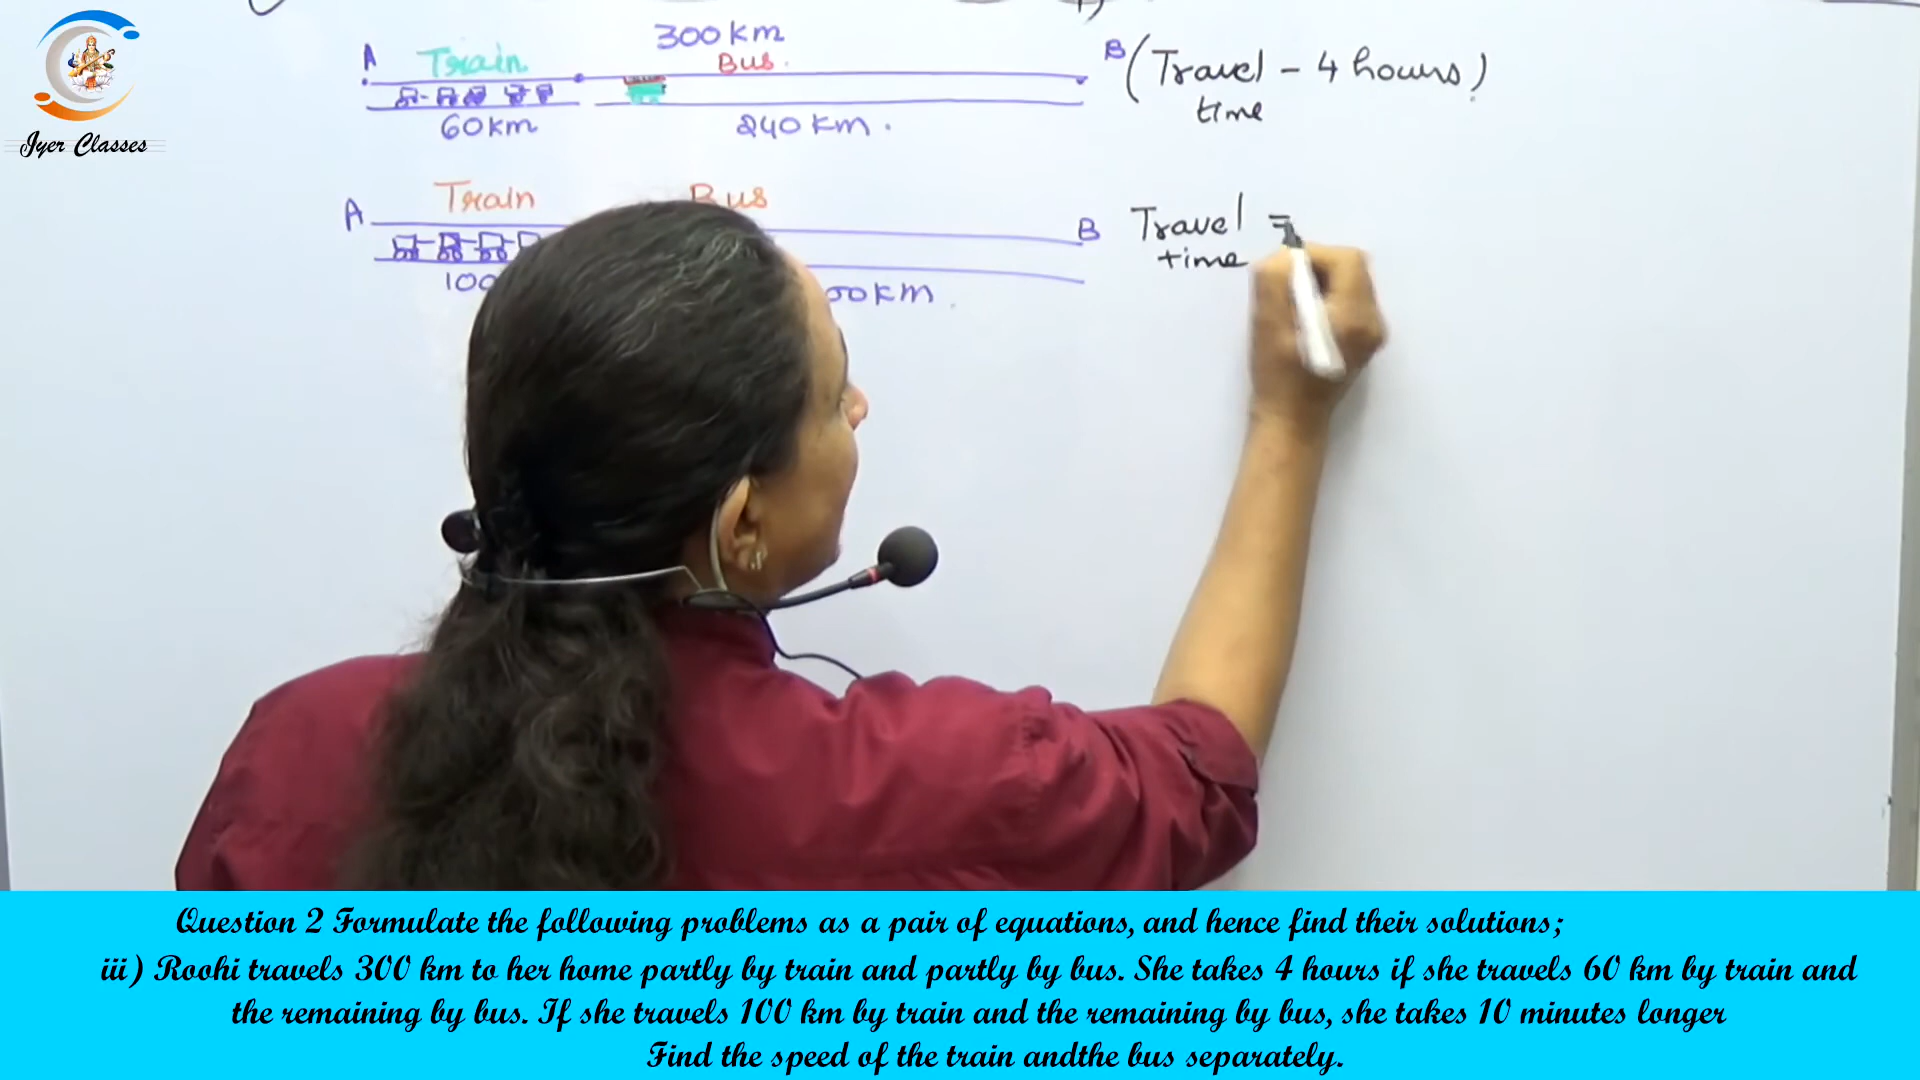 300 km
A Train Bus. B (Travel - 4 hours)
time
60 km 240 km.
Iyer Classes
Train Bus
A B Travel =
time
100 00 km.
Question 2 Formulate the following problems as a pair of equations, and hence find their solutions;
iii) Roohi travels 300 km to her home partly by train and partly by bus. She takes 4 hours if she travels 60 km by train and
the remaining by bus. If she travels 100 km by train and the remaining by bus, she takes 10 minutes longer
Find the speed of the train andthe bus separately.